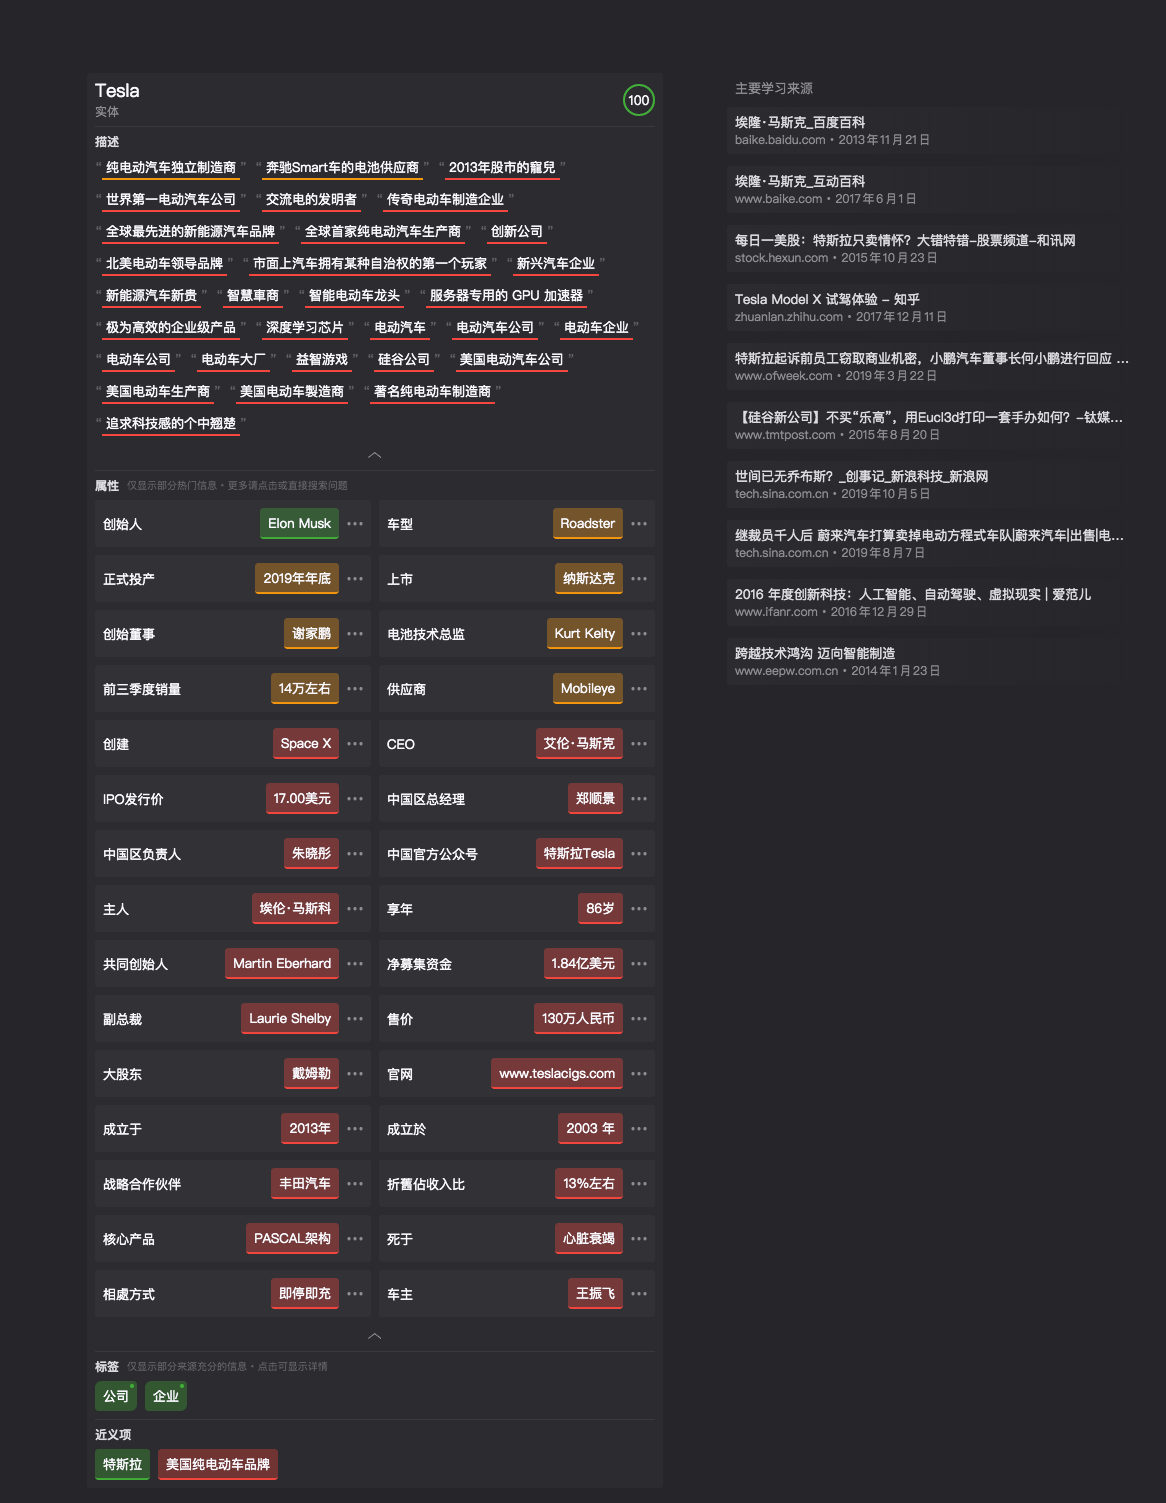 Tesla
实体
100
描述
“ 纯电动汽车独立制造商 ” “ 奔驰Smart车的电池供应商 ” “ 2013年股市的寵兒 ”
“ 世界第一电动汽车公司 ” “ 交流电的发明者 ” “ 传奇电动车制造企业 ”
“ 全球最先进的新能源汽车品牌 ” “ 全球首家纯电动汽车生产商 ” “ 创新公司 ”
“ 北美电动车领导品牌 ” “ 市面上汽车拥有某种自治权的第一个玩家 ” “ 新兴汽车企业 ”
“ 新能源汽车新贵 ” “ 智慧車商 ” “ 智能电动车龙头 ” “ 服务器专用的 GPU 加速器 ”
“ 极为高效的企业级产品 ” “ 深度学习芯片 ” “ 电动汽车 ” “ 电动汽车公司 ” “ 电动车企业 ”
“ 电动车公司 ” “ 电动车大厂 ” “ 益智游戏 ” “ 硅谷公司 ” “ 美国电动汽车公司 ”
“ 美国电动车生产商 ” “ 美国电动车製造商 ” “ 著名纯电动车制造商 ”
“ 追求科技感的个中翘楚 ”
属性 仅显示部分热门信息・更多请点击或直接搜索问题
创始人 Elon Musk ••• 车型 Roadster •••
正式投产 2019年年底 ••• 上市 纳斯达克 •••
创始董事 谢家鹏 ••• 电池技术总监 Kurt Kelty •••
前三季度销量 14万左右 ••• 供应商 Mobileye •••
创建 Space X ••• CEO 艾伦·马斯克 •••
IPO发行价 17.00美元 ••• 中国区总经理 郑顺景 •••
中国区负责人 朱晓彤 ••• 中国官方公众号 特斯拉Tesla •••
主人 埃伦·马斯科 ••• 享年 86岁 •••
共同创始人 Martin Eberhard ••• 净募集资金 1.84亿美元 •••
副总裁 Laurie Shelby ••• 售价 130万人民币 •••
大股东 戴姆勒 ••• 官网 www.teslacigs.com •••
成立于 2013年 ••• 成立於 2003 年 •••
战略合作伙伴 丰田汽车 ••• 折舊佔收入比 13%左右 •••
核心产品 PASCAL架构 ••• 死于 心脏衰竭 •••
相處方式 即停即充 ••• 车主 王振飞 •••
标签 仅显示部分来源充分的信息・点击可显示详情
公司 企业
近义项
特斯拉 美国纯电动车品牌
主要学习来源
埃隆·马斯克_百度百科
baike.baidu.com • 2013年11月21日
埃隆·马斯克_互动百科
www.baike.com • 2017年6月1日
每日一美股：特斯拉只卖情怀？大错特错-股票频道-和讯网
stock.hexun.com • 2015年10月23日
Tesla Model X 试驾体验 - 知乎
zhuanlan.zhihu.com • 2017年12月11日
特斯拉起诉前员工窃取商业机密，小鹏汽车董事长何小鹏进行回应 ...
www.ofweek.com • 2019年3月22日
【硅谷新公司】不买“乐高”，用Eucl3d打印一套手办如何？-钛媒...
www.tmtpost.com • 2015年8月20日
世间已无乔布斯？_创事记_新浪科技_新浪网
tech.sina.com.cn • 2019年10月5日
继裁员千人后 蔚来汽车打算卖掉电动方程式车队|蔚来汽车|出售|电...
tech.sina.com.cn • 2019年8月7日
2016 年度创新科技：人工智能、自动驾驶、虚拟现实 | 爱范儿
www.ifanr.com • 2016年12月29日
跨越技术鸿沟 迈向智能制造
www.eepw.com.cn • 2014年1月23日